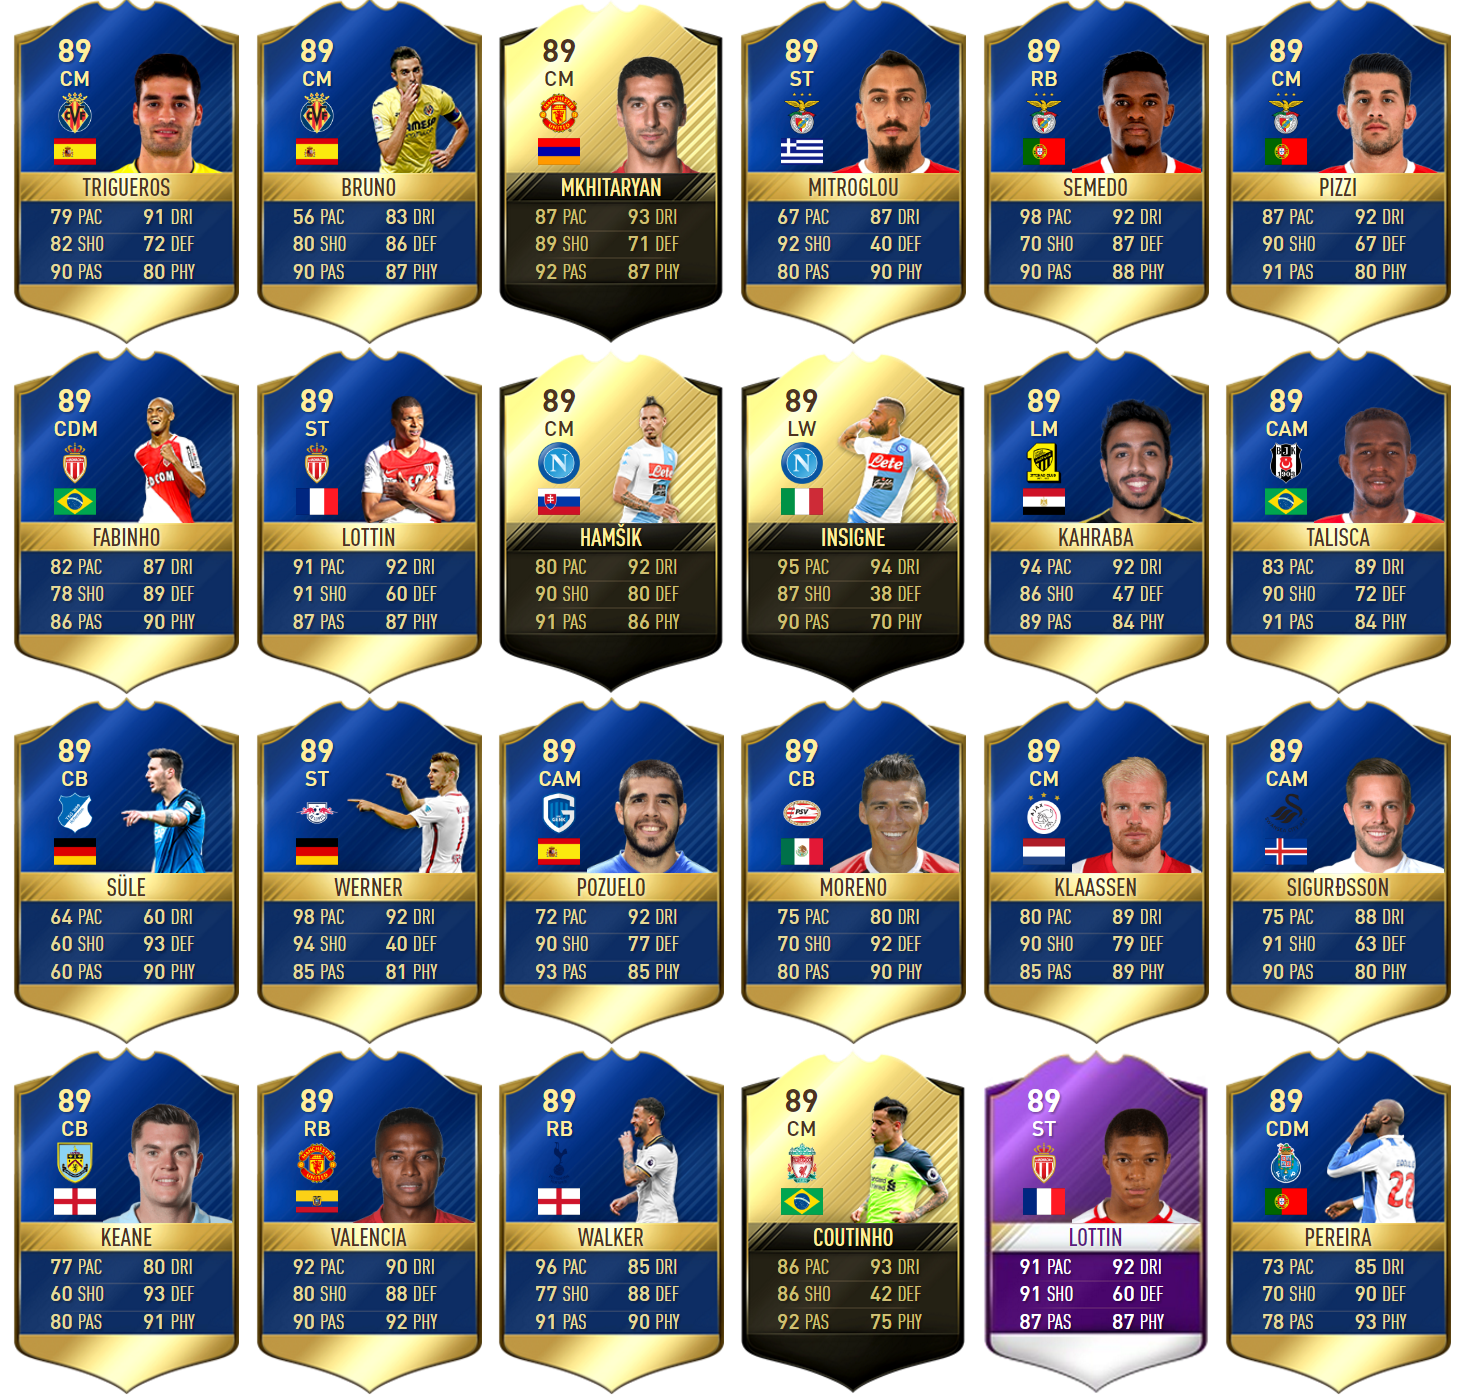 89
CM
TRIGUEROS
79 PAC 91 DRI
82 SHO 72 DEF
90 PAS 80 PHY
89
CM
BRUNO
56 PAC 83 DRI
80 SHO 86 DEF
90 PAS 87 PHY
89
CM
MKHITARYAN
87 PAC 93 DRI
89 SHO 71 DEF
92 PAS 87 PHY
89
ST
MITROGLOU
67 PAC 87 DRI
92 SHO 40 DEF
80 PAS 90 PHY
89
RB
SEMEDO
98 PAC 92 DRI
70 SHO 87 DEF
90 PAS 88 PHY
89
CM
PIZZI
87 PAC 92 DRI
90 SHO 67 DEF
91 PAS 80 PHY
89
CDM
FABINHO
82 PAC 87 DRI
78 SHO 89 DEF
86 PAS 90 PHY
89
ST
LOTTIN
91 PAC 92 DRI
91 SHO 60 DEF
87 PAS 87 PHY
89
CM
N
Lete
HAMŠIK
80 PAC 92 DRI
90 SHO 80 DEF
91 PAS 86 PHY
89
LW
N
Lete
INSIGNE
95 PAC 94 DRI
87 SHO 38 DEF
90 PAS 70 PHY
89
LM
KAHRABA
94 PAC 92 DRI
86 SHO 47 DEF
89 PAS 84 PHY
89
CAM
BJK
TALISCA
83 PAC 89 DRI
90 SHO 72 DEF
91 PAS 84 PHY
89
CB
SÜLE
64 PAC 60 DRI
60 SHO 93 DEF
60 PAS 90 PHY
89
ST
WERNER
98 PAC 92 DRI
94 SHO 40 DEF
85 PAS 81 PHY
89
CAM
GENK
POZUELO
72 PAC 92 DRI
90 SHO 77 DEF
93 PAS 85 PHY
89
CB
PSV
MORENO
75 PAC 80 DRI
70 SHO 92 DEF
80 PAS 90 PHY
89
CM
AJAX
KLAASSEN
80 PAC 89 DRI
90 SHO 79 DEF
85 PAS 89 PHY
89
CAM
SIGURÐSSON
75 PAC 88 DRI
91 SHO 63 DEF
90 PAS 80 PHY
89
CB
KEANE
77 PAC 80 DRI
60 SHO 93 DEF
80 PAS 91 PHY
89
RB
VALENCIA
92 PAC 90 DRI
80 SHO 88 DEF
90 PAS 92 PHY
89
RB
WALKER
96 PAC 85 DRI
77 SHO 88 DEF
91 PAS 90 PHY
89
CM
COUTINHO
86 PAC 93 DRI
86 SHO 42 DEF
92 PAS 75 PHY
89
ST
LOTTIN
91 PAC 92 DRI
91 SHO 60 DEF
87 PAS 87 PHY
89
CDM
22
PEREIRA
73 PAC 85 DRI
70 SHO 90 DEF
78 PAS 93 PHY